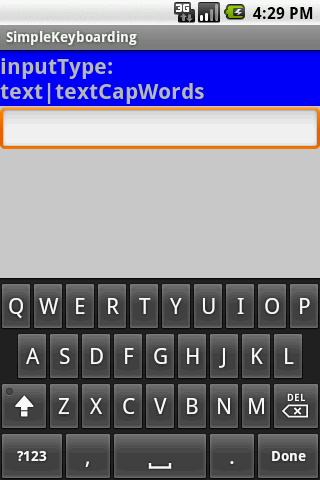 3G 4:29 PM
SimpleKeyboarding
inputType:
text|textCapWords
Q W E R T Y U I O P
A S D F G H J K L
Z X C V B N M DEL
?123 , . Done